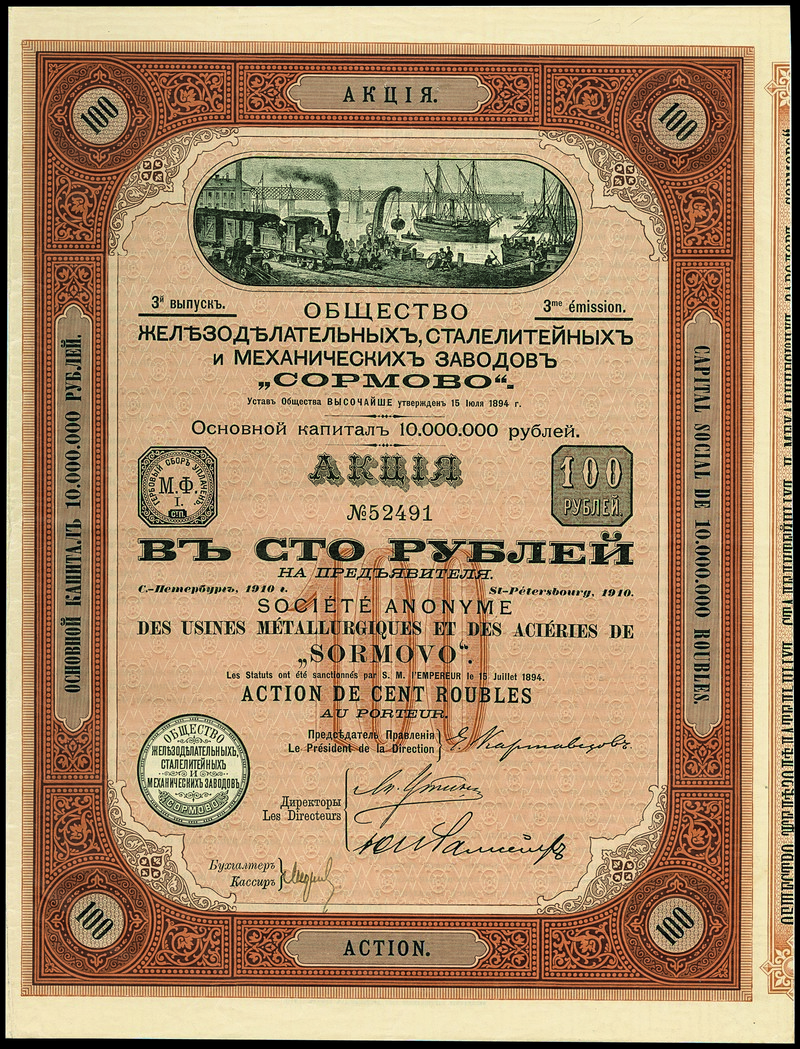 АКЦІЯ.
100
100
3й выпускъ.
3me émission.
ОБЩЕСТВО
ЖЕЛѢЗОДѢЛАТЕЛЬНЫХЪ, СТАЛЕЛИТЕЙНЫХЪ
И МЕХАНИЧЕСКИХЪ ЗАВОДОВЪ
„СОРМОВО“.
Уставъ Общества ВЫСОЧАЙШЕ утвержденъ 15 Іюля 1894 г.
Основной капиталъ 10.000.000 рублей.
АКЦІЯ
ГЕРБОВЫЙ СБОРЪ УПЛАЧЕНЪ
М.Ф.
I.
СТП.
100
РУБЛЕЙ.
№52491
ВЪ СТО РУБЛЕЙ
НА ПРЕДЪЯВИТЕЛЯ.
С.-Петербургъ, 1910 г.
St-Pétersbourg, 1910.
100
SOCIÉTÉ ANONYME
DES USINES MÉTALLURGIQUES ET DES ACIÉRIES DE
„SORMOVO“.
Les Statuts ont été sanctionnés par S. M. l'EMPEREUR le 15 Juillet 1894.
ACTION DE CENT ROUBLES
AU PORTEUR.
Предсѣдатель Правленія
Le Président de la Direction
Директоры
Les Directeurs
Бухгалтеръ
Кассиръ
ОБЩЕСТВО
ЖЕЛѢЗОДѢЛАТЕЛЬНЫХЪ,
СТАЛЕЛИТЕЙНЫХЪ
И
МЕХАНИЧЕСКИХЪ ЗАВОДОВЪ
СОРМОВО
ОСНОВНОЙ КАПИТАЛЪ 10.000.000 РУБЛЕЙ.
CAPITAL SOCIAL DE 10.000.000 ROUBLES.
100
100
ACTION.